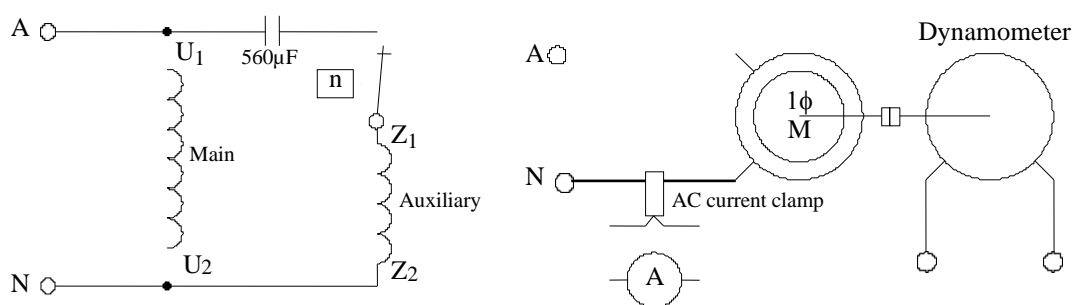 A
U1
560µF
n
Z1
Main
Auxiliary
U2
Z2
N
Dynamometer
A
1ϕ
M
N
AC current clamp
A